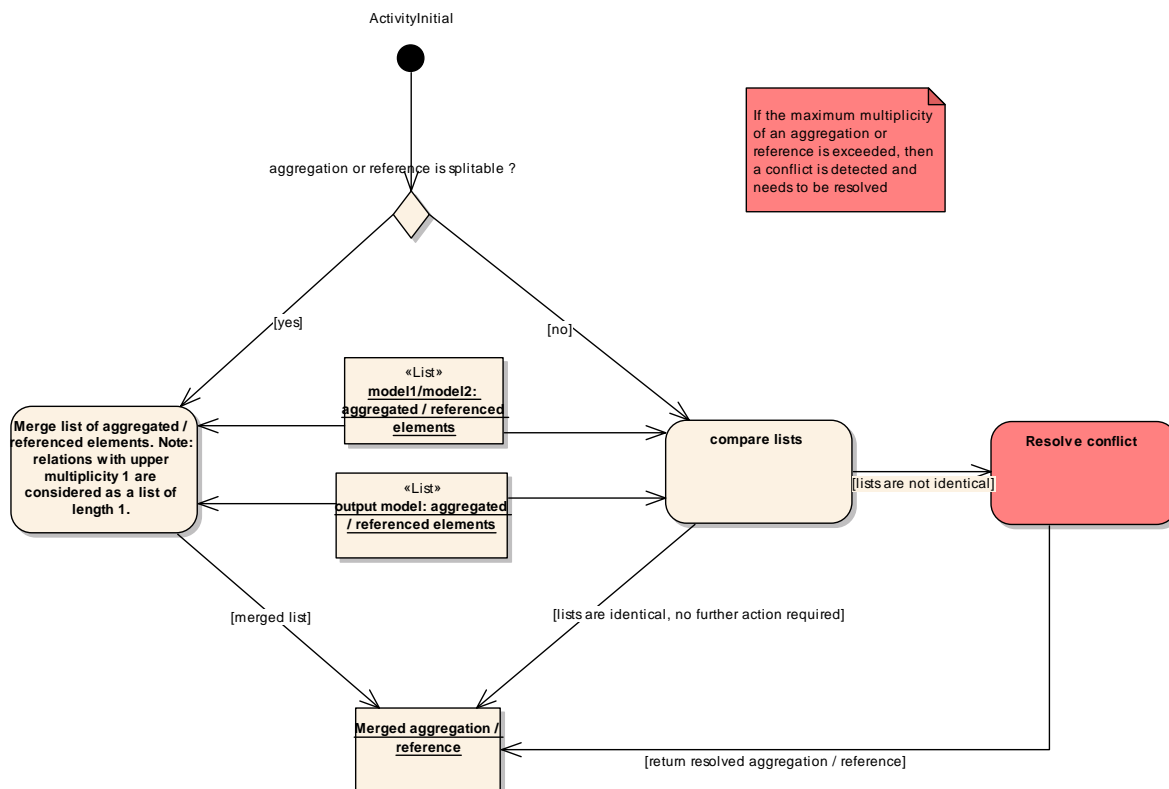 ActivityInitial
If the maximum multiplicity
of an aggregation or
reference is exceeded, then
a conflict is detected and
needs to be resolved
aggregation or reference is splitable ?
[yes]
[no]
«List»
model1/model2:
aggregated / referenced
elements
Merge list of aggregated /
referenced elements. Note:
relations with upper
multiplicity 1 are
considered as a list of
length 1.
compare lists
Resolve conflict
[lists are not identical]
«List»
output model: aggregated
/ referenced elements
[merged list]
[lists are identical, no further action required]
Merged aggregation /
reference
[return resolved aggregation / reference]